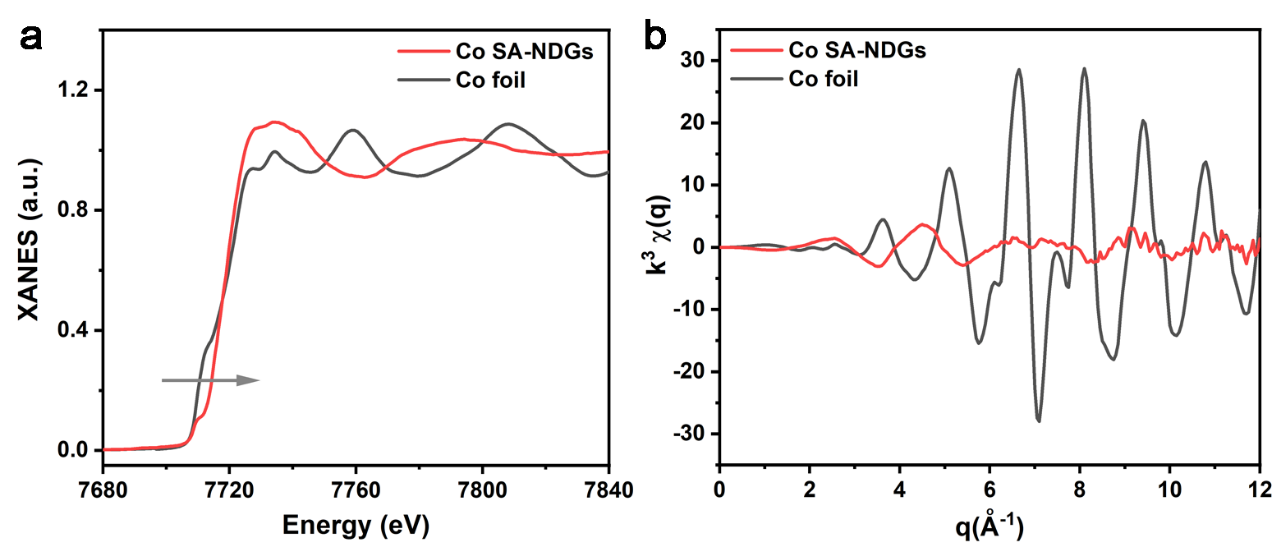 a
Co SA-NDGs
Co foil
XANES (a.u.)
1.2
0.8
0.4
0.0
7680 7720 7760 7800 7840
Energy (eV)
b
Co SA-NDGs
Co foil
k³ χ(q)
30
20
10
0
-10
-20
-30
0 2 4 6 8 10 12
q(Å⁻¹)